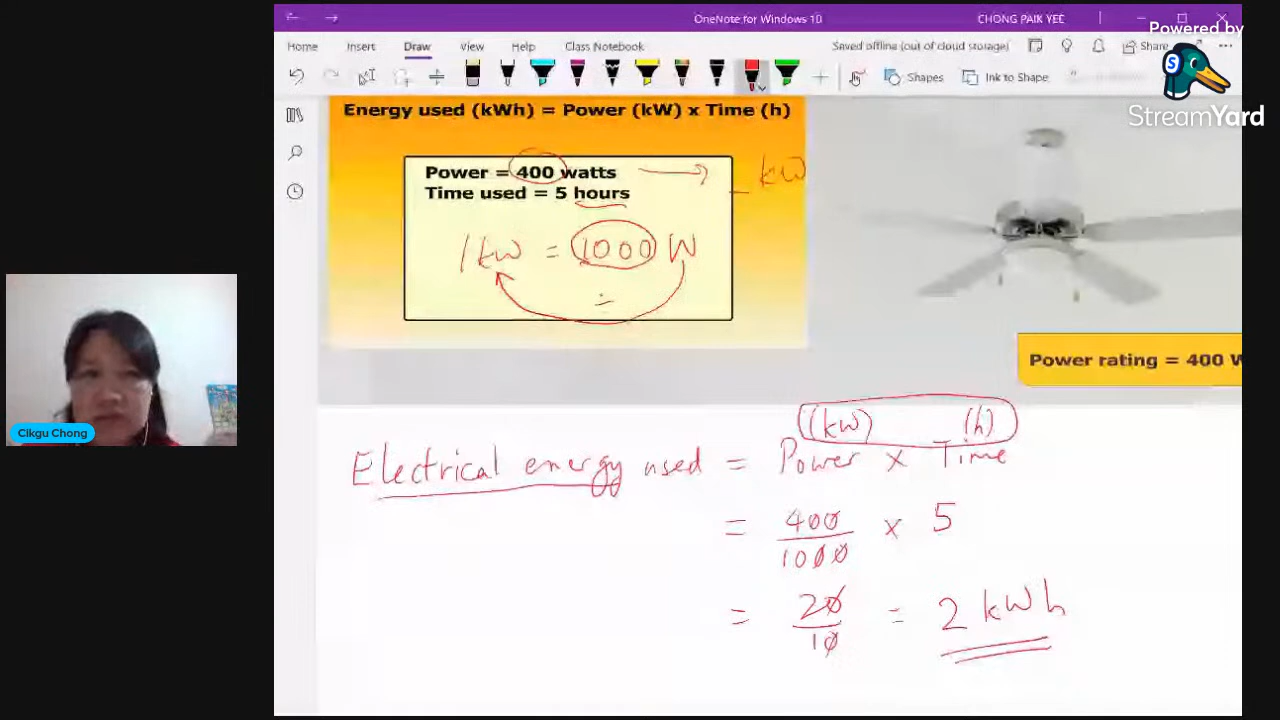 OneNote for Windows 10
CHONG PAIK YEE
Powered by
Home Insert Draw View Help Class Notebook
Saved offline (out of cloud storage)
Share
Shapes
Ink to Shape
S
StreamYard
Energy used (kWh) = Power (kW) x Time (h)
Power = 400 watts → _ kW
Time used = 5 hours
1kW = 1000 W
÷
Power rating = 400 W
(kW) (h)
Electrical energy used = Power x Time
= 400/1000 x 5
= 20/10 = 2 kWh
Cikgu Chong